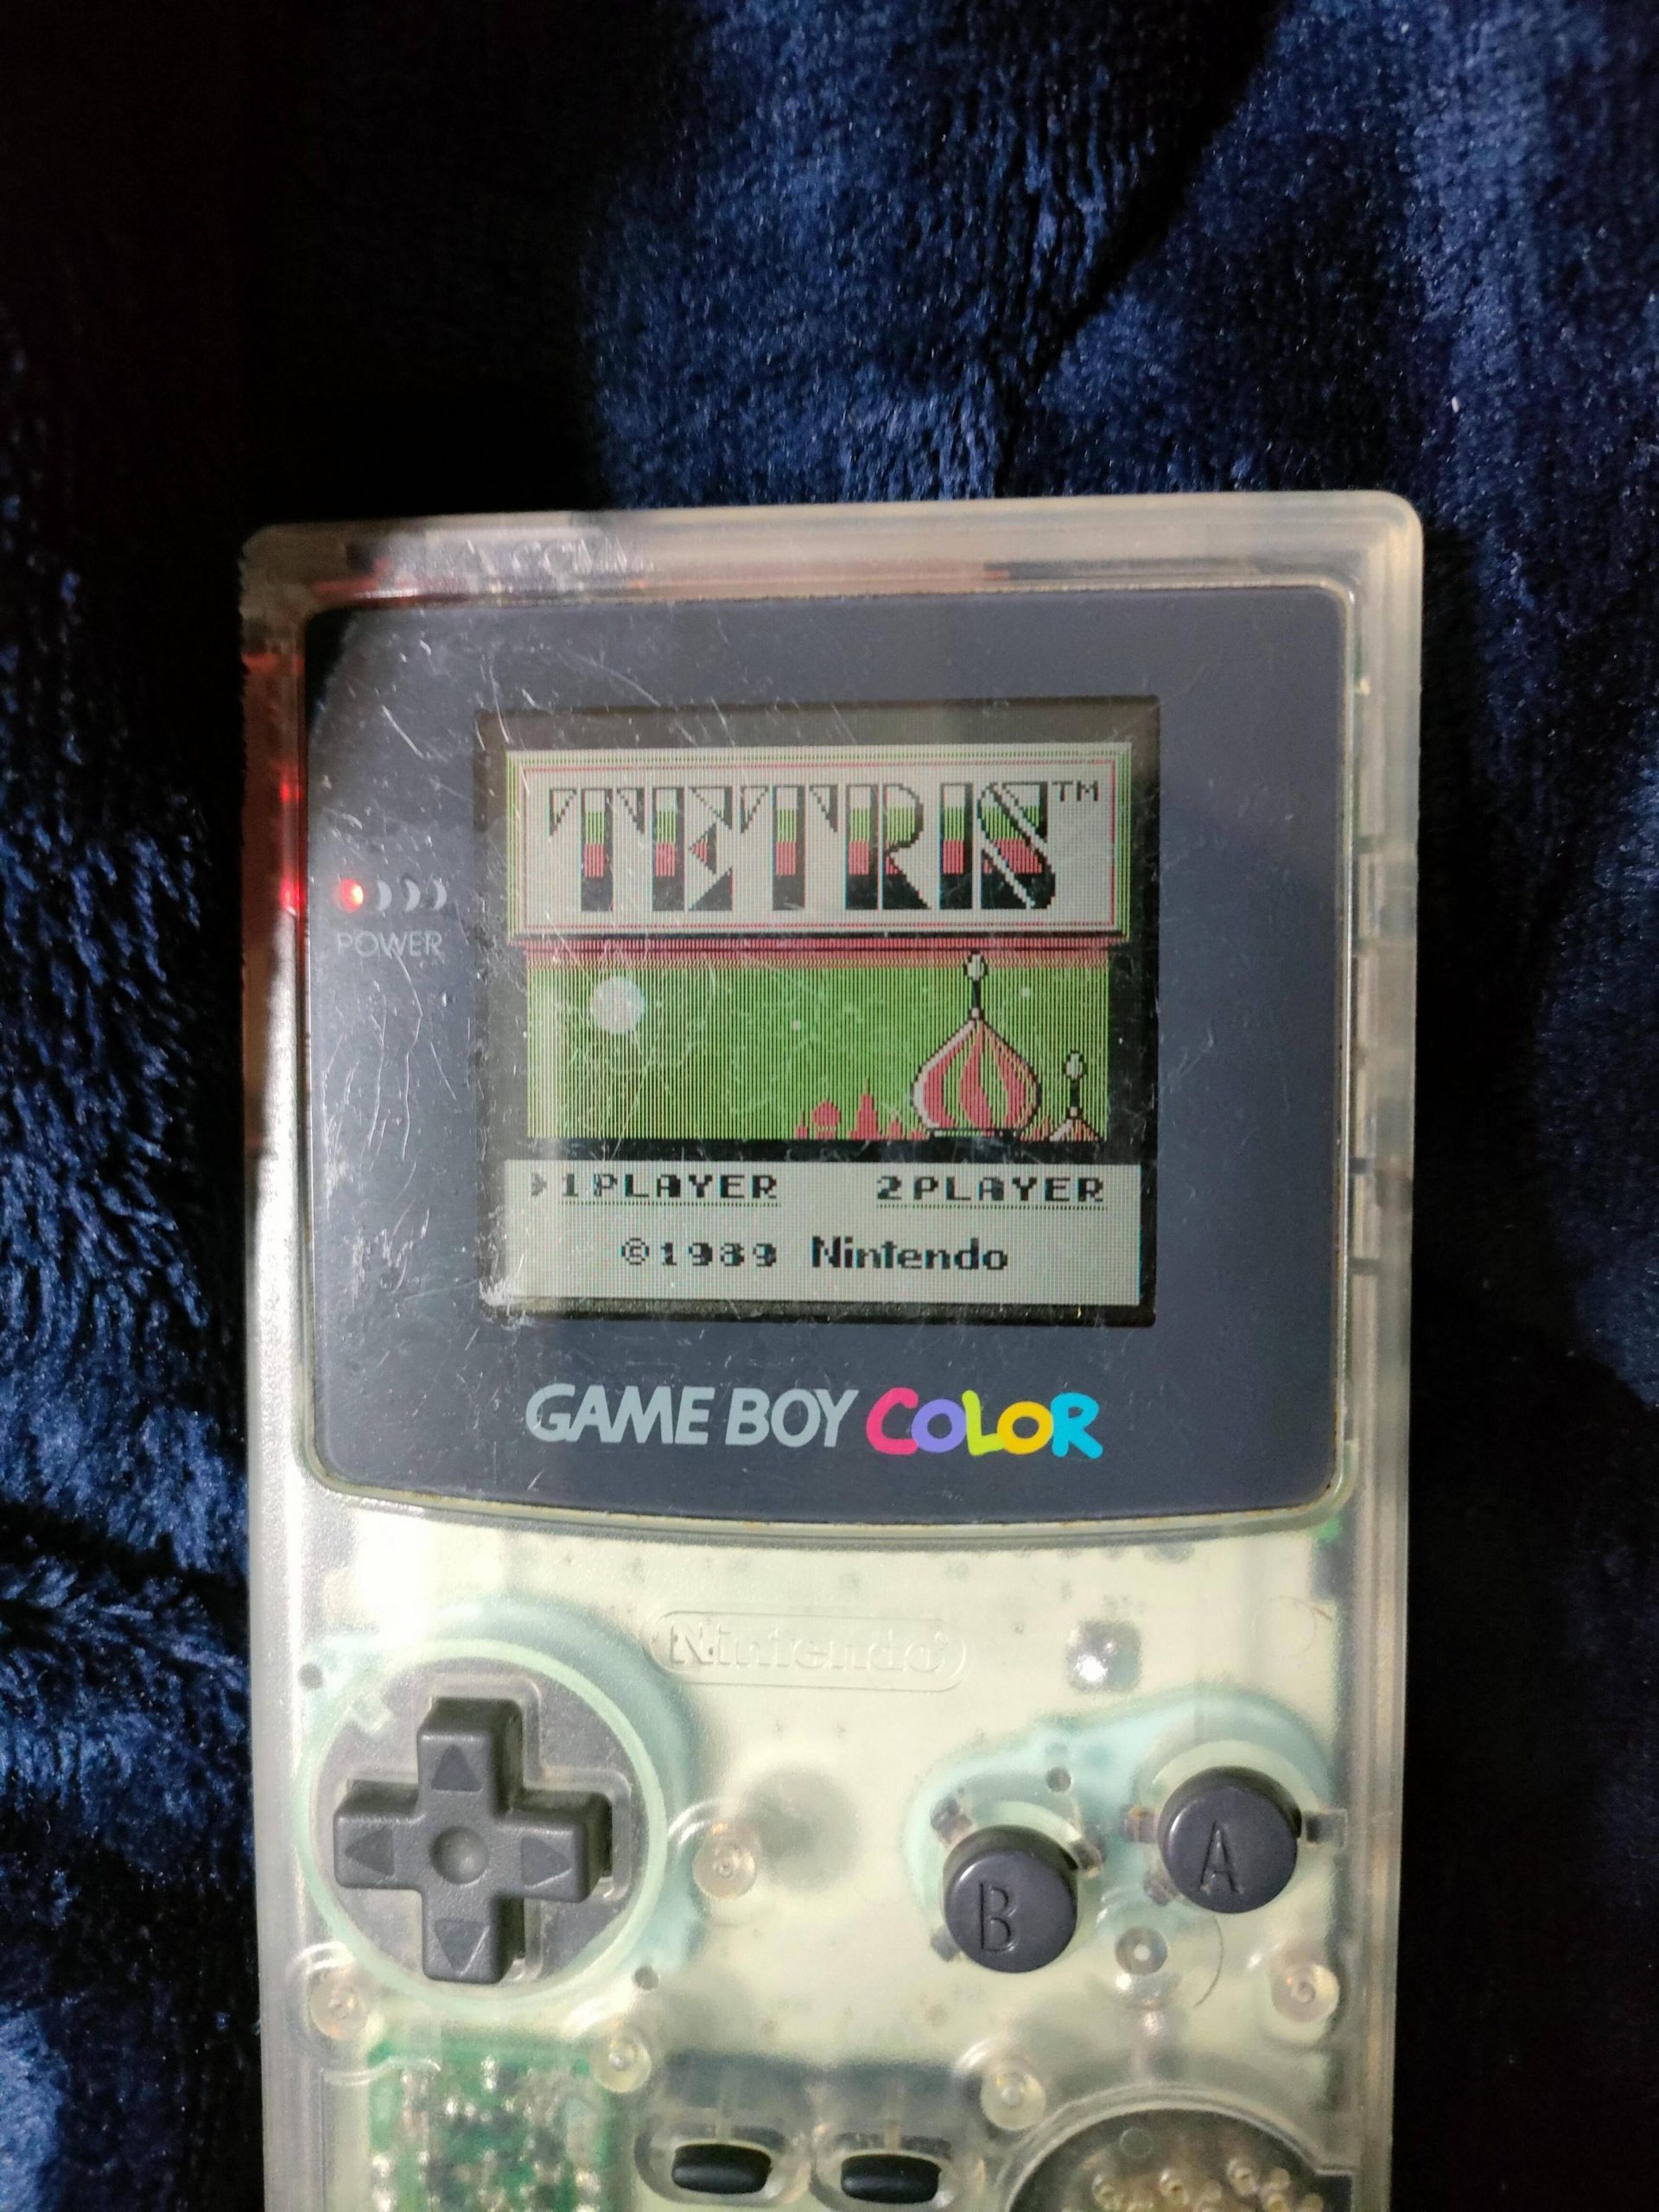 TETRIS™
POWER
1PLAYER 2PLAYER
©1989 Nintendo
GAME BOY COLOR
Nintendo®
B A